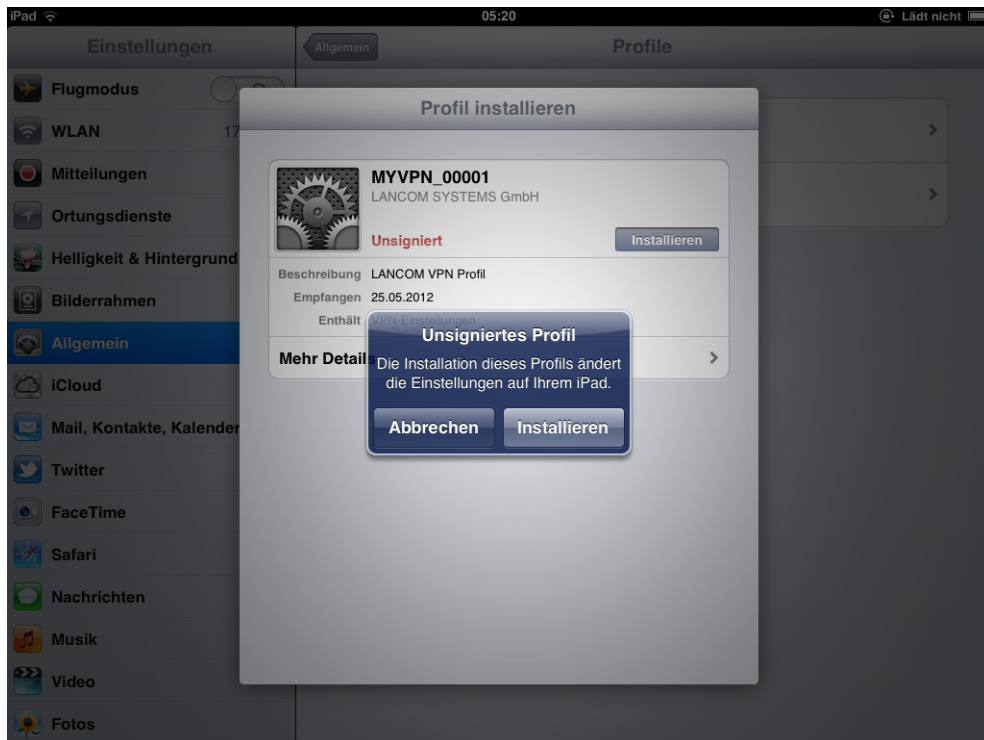 iPad 05:20 Lädt nicht
Einstellungen
Allgemein
Profile
Flugmodus
WLAN 17
Mitteilungen
Ortungsdienste
Helligkeit & Hintergrund
Bilderrahmen
Allgemein
iCloud
Mail, Kontakte, Kalender
Twitter
FaceTime
Safari
Nachrichten
Musik
Video
Fotos
Profil installieren
MYVPN_00001
LANCOM SYSTEMS GmbH
Unsigniert Installieren
Beschreibung LANCOM VPN Profil
Empfangen 25.05.2012
Enthält VPN-Einstellungen
Mehr Details
Unsigniertes Profil
Die Installation dieses Profils ändert
die Einstellungen auf Ihrem iPad.
Abbrechen Installieren